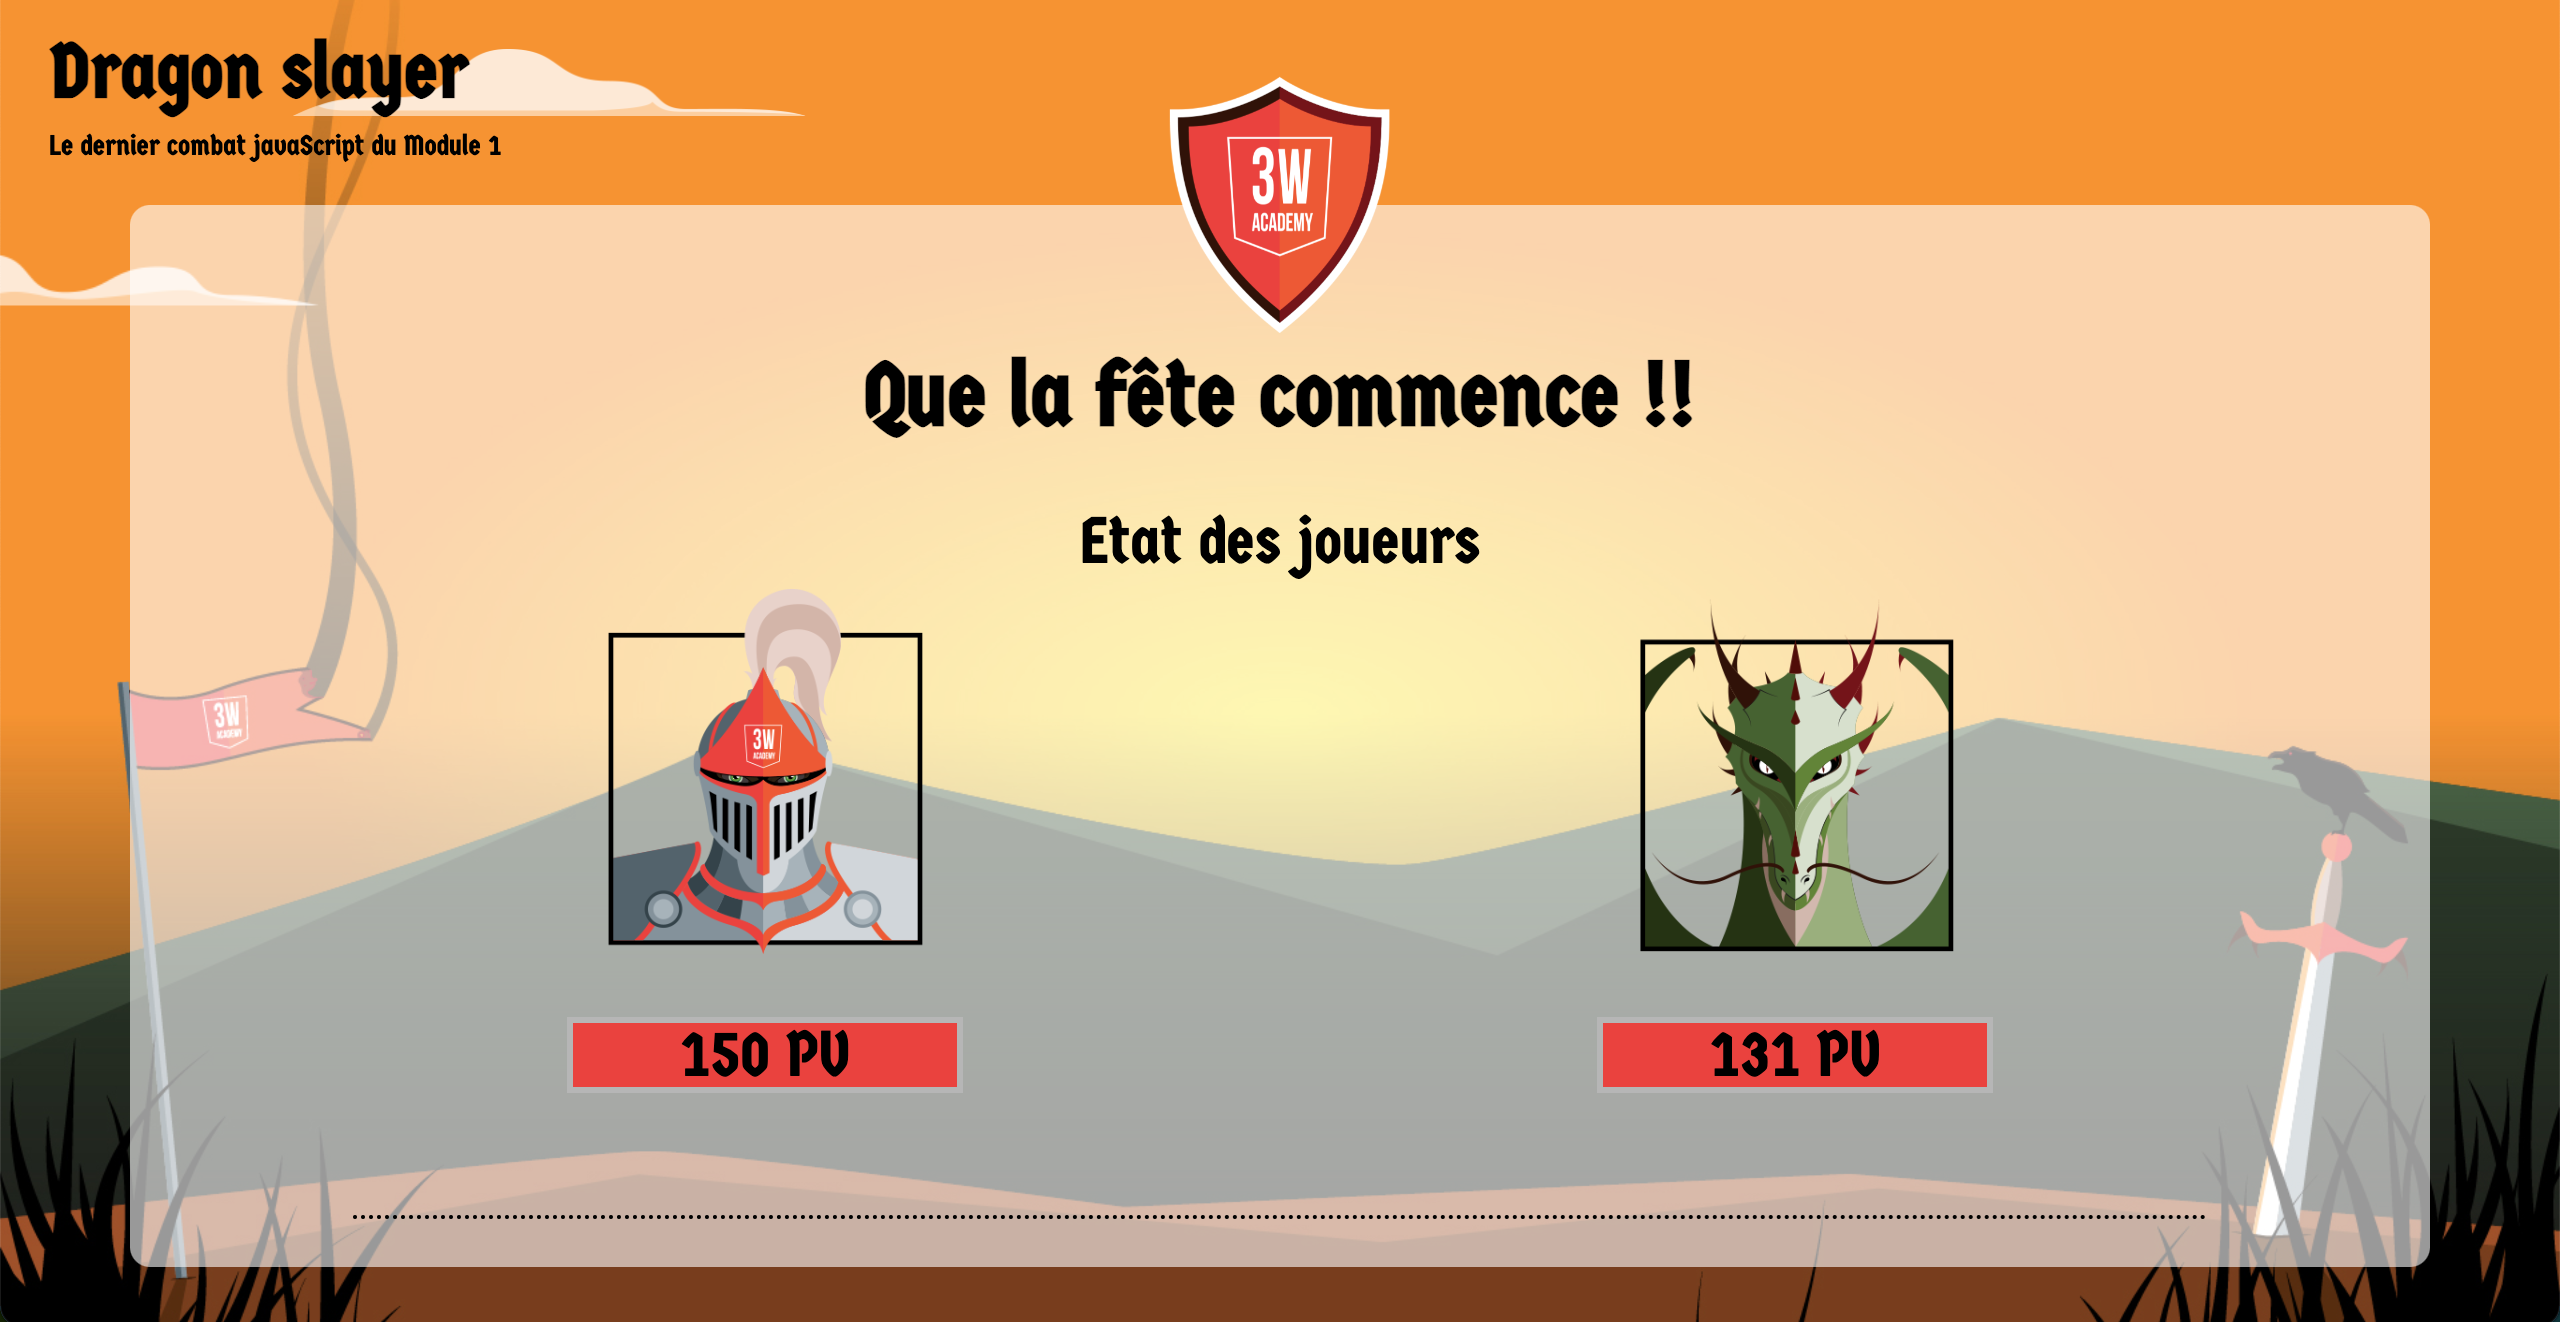 Dragon slayer
Le dernier combat javaScript du Module 1
3W
ACADEMY
Que la fête commence !!
Etat des joueurs
3W
ACADEMY
3W
ACADEMY
150 PV
131 PV